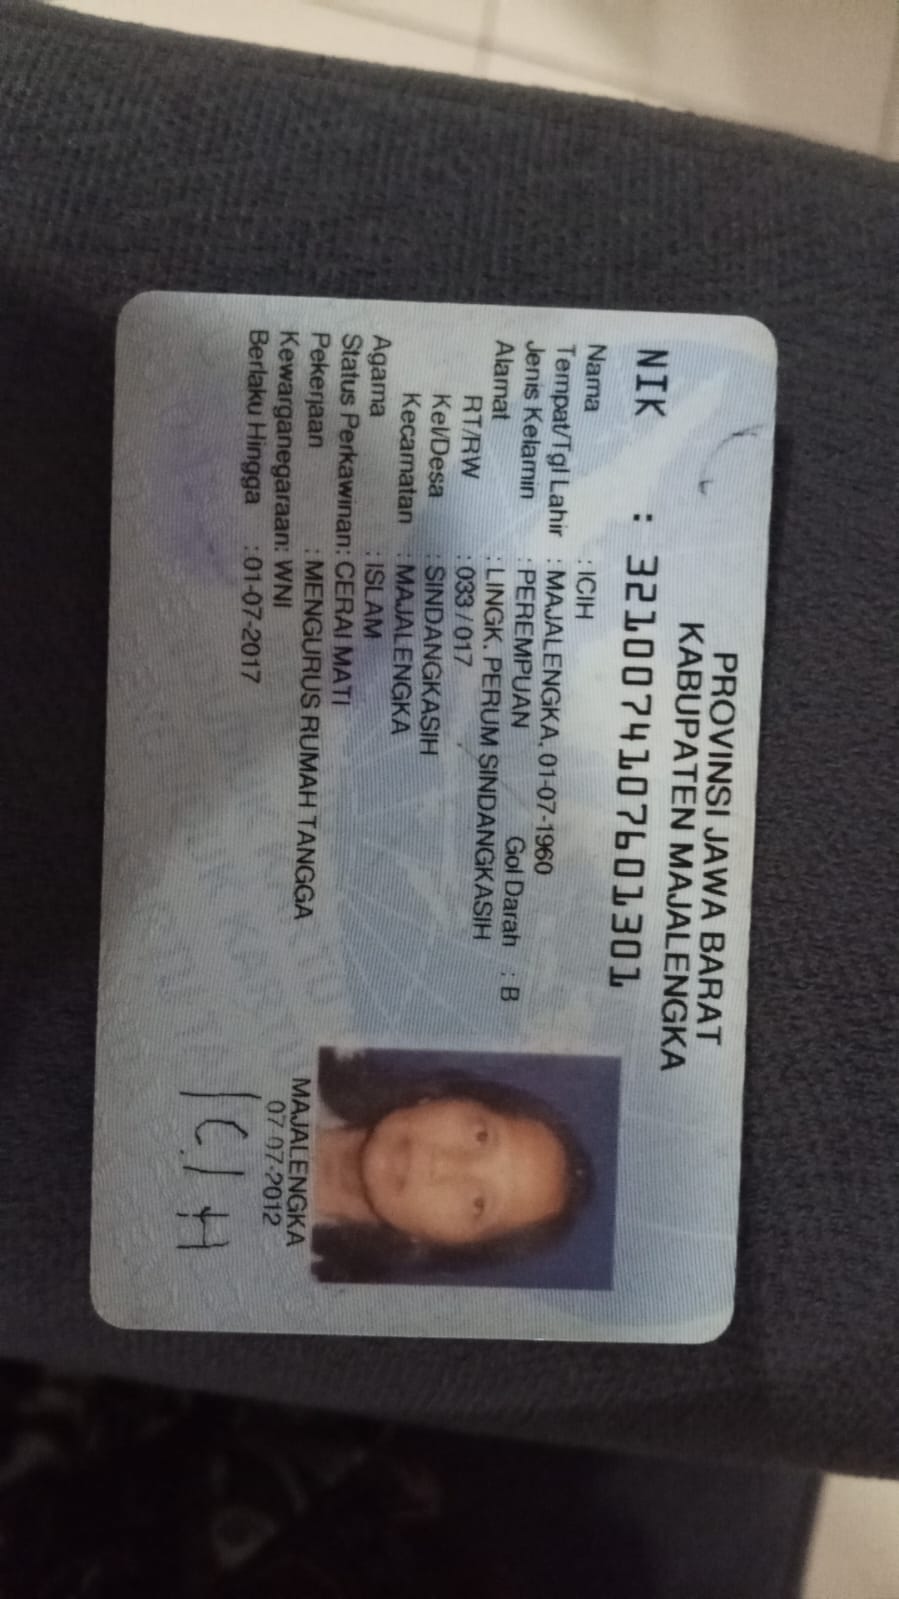 PROVINSI JAWA BARAT
KABUPATEN MAJALENGKA
NIK : 3210074107601301
Nama : ICIH
Tempat/Tgl Lahir : MAJALENGKA, 01-07-1960
Jenis Kelamin : PEREMPUAN Gol Darah : B
Alamat : LINGK. PERUM SINDANGKASIH
RT/RW : 033 / 017
Kel/Desa : SINDANGKASIH
Kecamatan : MAJALENGKA
Agama : ISLAM
Status Perkawinan: CERAI MATI
Pekerjaan : MENGURUS RUMAH TANGGA
Kewarganegaraan: WNI
Berlaku Hingga : 01-07-2017
MAJALENGKA
07-07-2012
ICIH